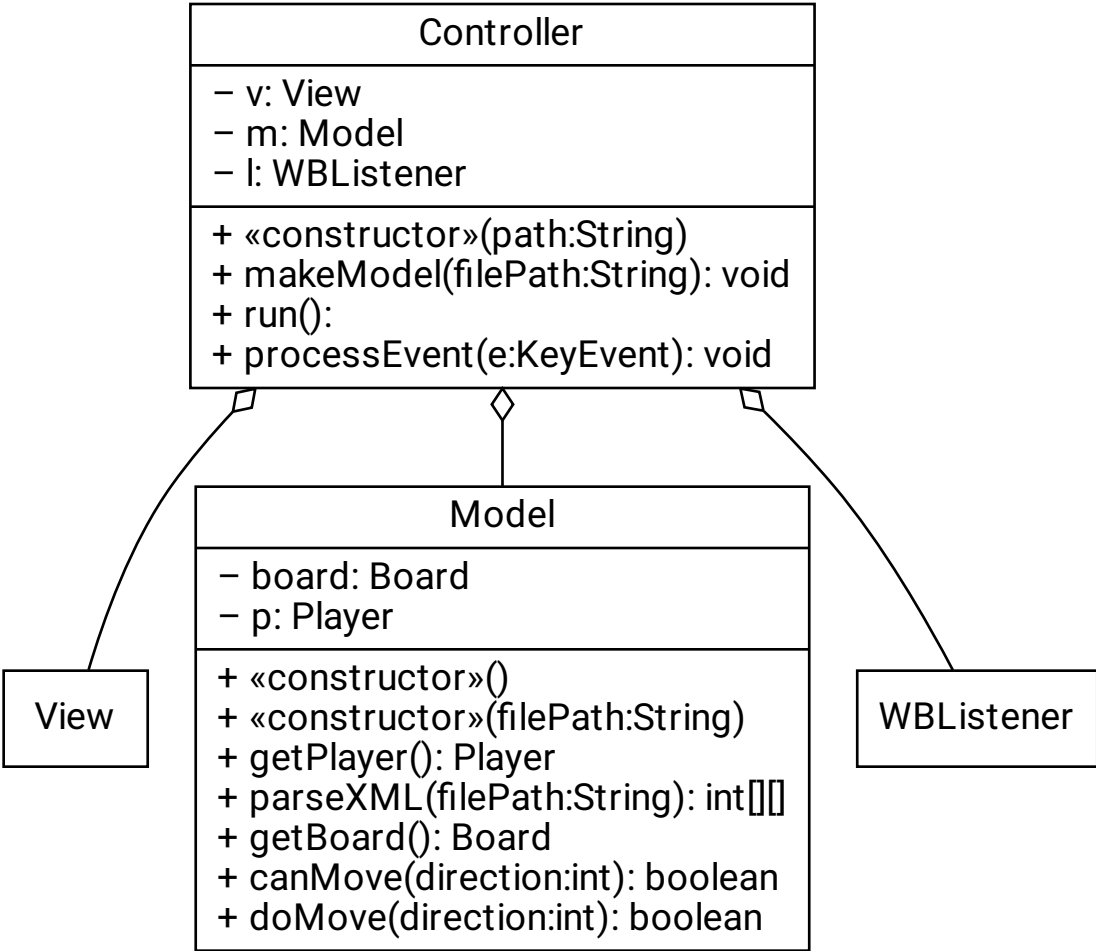 Controller
– v: View
– m: Model
– l: WBListener
+ «constructor»(path:String)
+ makeModel(filePath:String): void
+ run():
+ processEvent(e:KeyEvent): void
Model
– board: Board
– p: Player
+ «constructor»()
+ «constructor»(filePath:String)
+ getPlayer(): Player
+ parseXML(filePath:String): int[][]
+ getBoard(): Board
+ canMove(direction:int): boolean
+ doMove(direction:int): boolean
View
WBListener